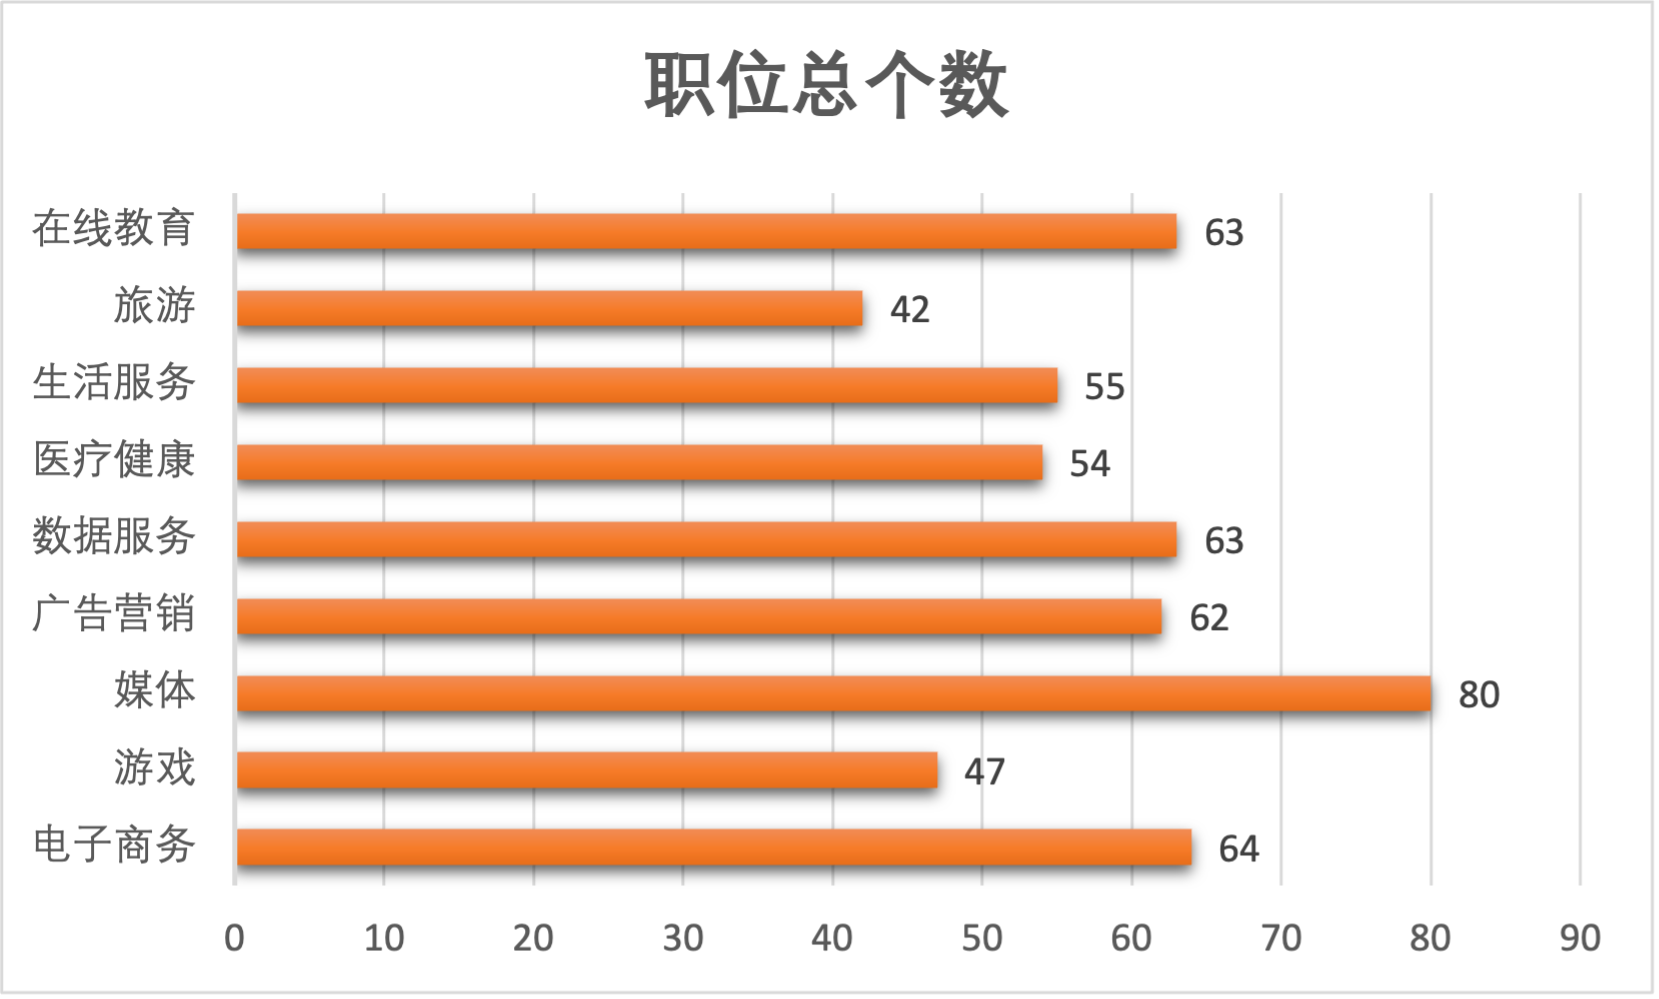 职位总个数
在线教育 63
旅游 42
生活服务 55
医疗健康 54
数据服务 63
广告营销 62
媒体 80
游戏 47
电子商务 64
0 10 20 30 40 50 60 70 80 90